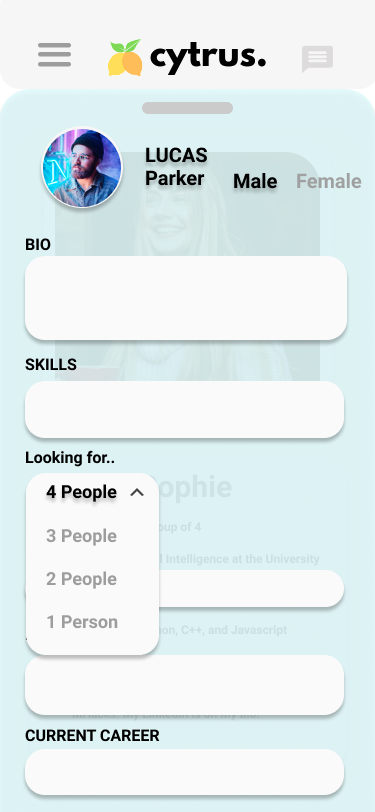 cytrus.
LUCAS
Parker
Male Female
BIO
SKILLS
Looking for..
4 People
ophie
3 People
oup of 4
l Intelligence at the University
2 People
1 Person
on, C++, and Javascript
CURRENT CAREER